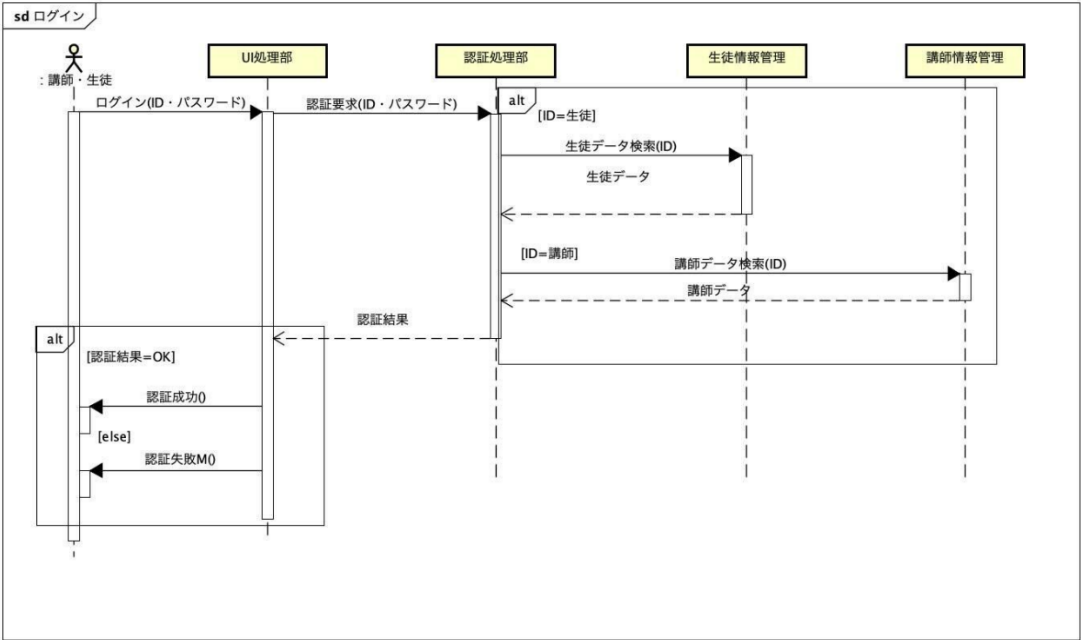 sd ログイン
: 講師・生徒
UI処理部
認証処理部
生徒情報管理
講師情報管理
ログイン(ID・パスワード)
認証要求(ID・パスワード)
alt
[ID=生徒]
生徒データ検索(ID)
生徒データ
[ID=講師]
講師データ検索(ID)
講師データ
認証結果
alt
[認証結果=OK]
認証成功()
[else]
認証失敗M()